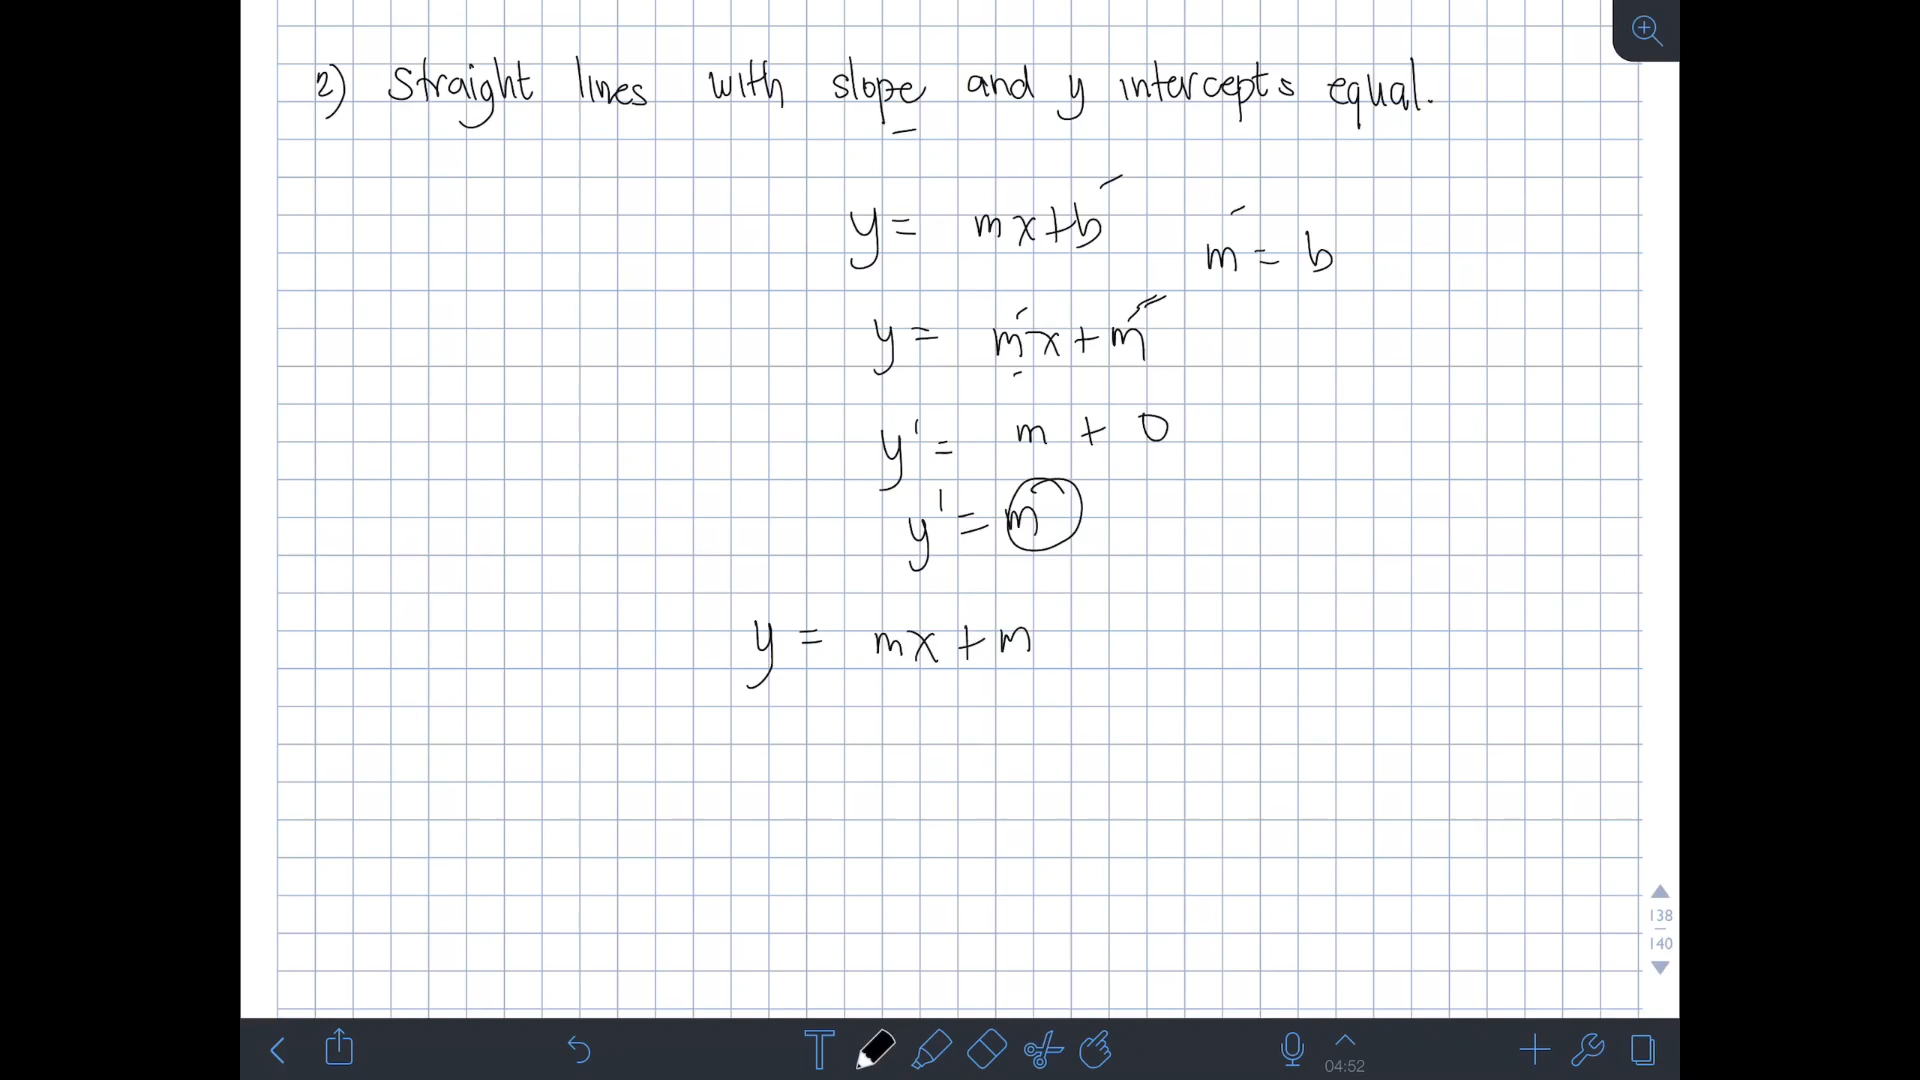 2) Straight lines with slope and y intercepts equal.
y = mx+b
m = b
y = mx+m
y' = m + 0
y' = m
y = mx+m
138
140
T
04:52